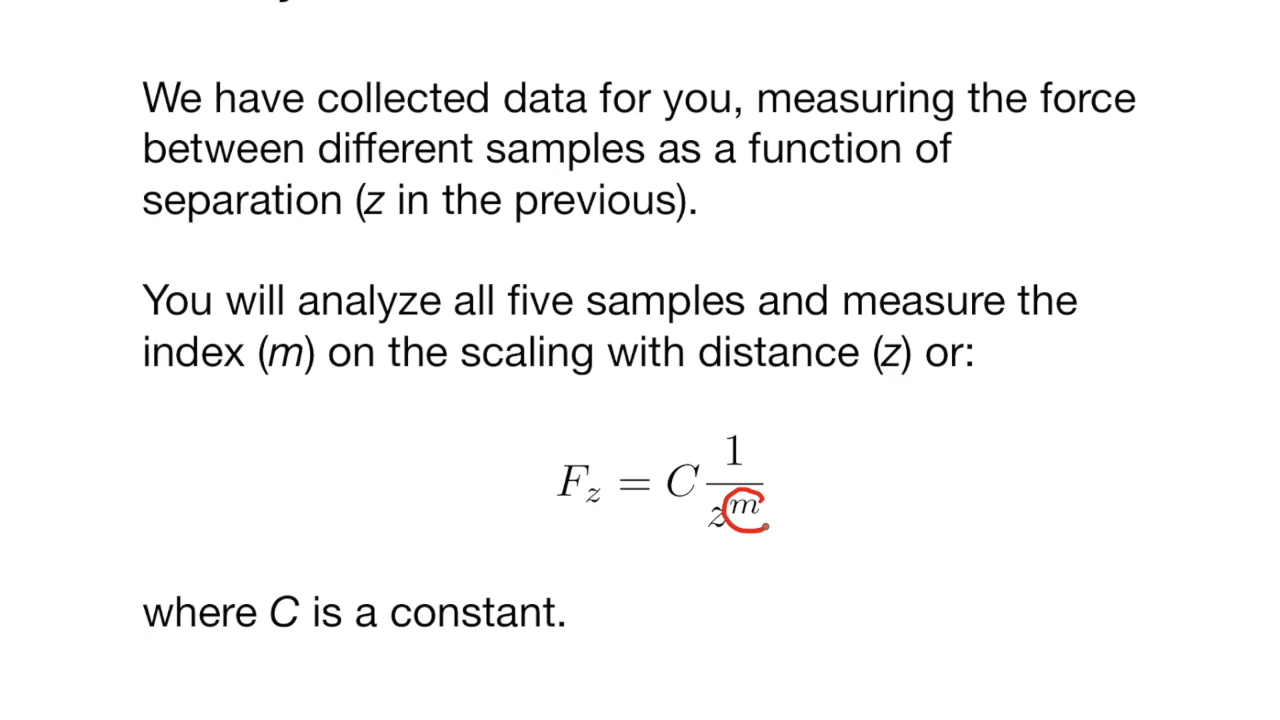 We have collected data for you, measuring the force
between different samples as a function of
separation (z in the previous).
You will analyze all five samples and measure the
index (m) on the scaling with distance (z) or:
F_z = C \frac{1}{z^m}
where C is a constant.